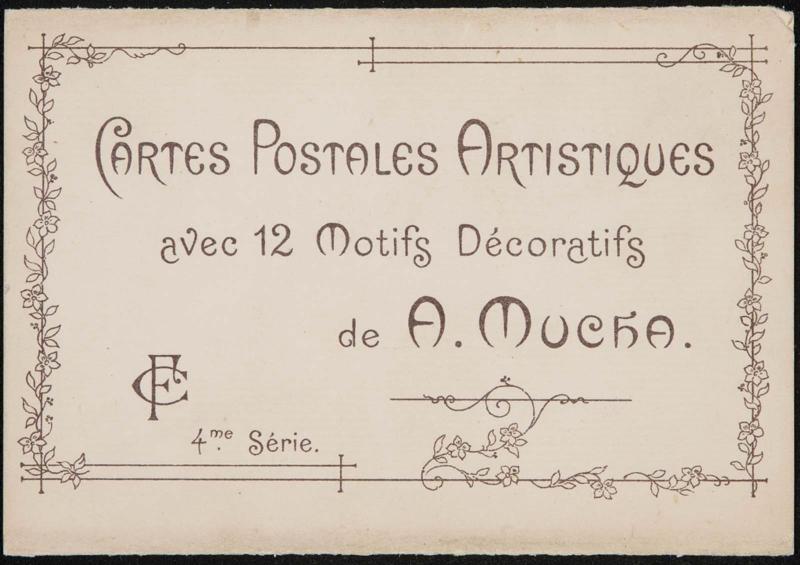 Cartes Postales Artistiques
avec 12 Motifs Décoratifs
de A. Mucha.
FC
4me Série.